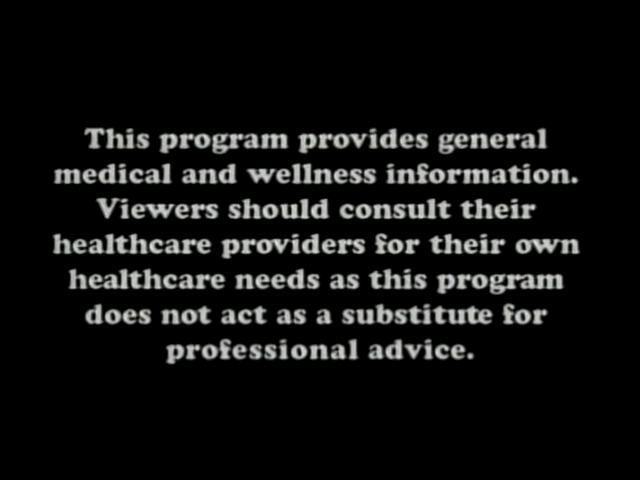 This program provides general
medical and wellness information.
Viewers should consult their
healthcare providers for their own
healthcare needs as this program
does not act as a substitute for
professional advice.